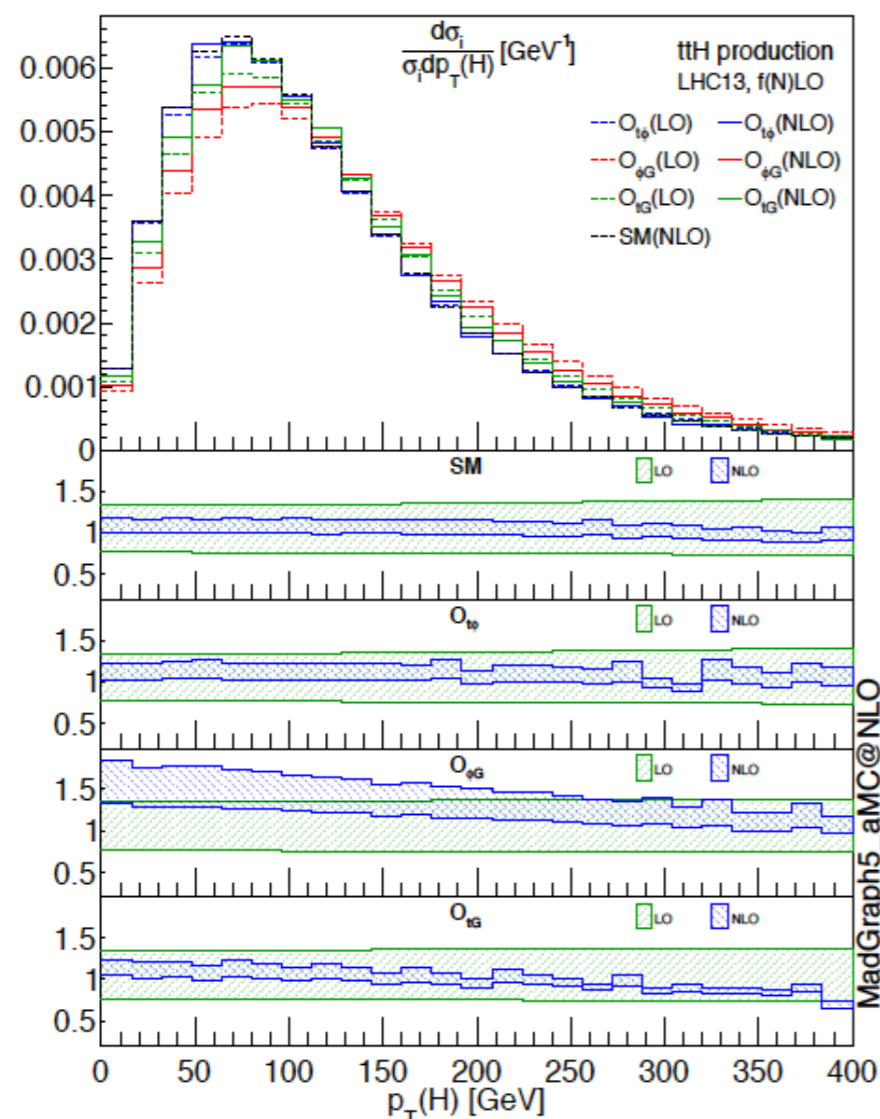 dσᵢ
σᵢdp_T(H) [GeV⁻¹]
ttH production
LHC13, f(N)LO
O_tϕ(LO) O_tϕ(NLO)
O_ϕG(LO) O_ϕG(NLO)
O_tG(LO) O_tG(NLO)
SM(NLO)
0.006
0.005
0.004
0.003
0.002
0.001
0
SM LO NLO
1.5
1
0.5
O_tϕ LO NLO
1.5
1
0.5
O_ϕG LO NLO
1.5
1
0.5
O_tG LO NLO
1.5
1
0.5
0 50 100 150 200 250 300 350 400
p_T(H) [GeV]
MadGraph5_aMC@NLO